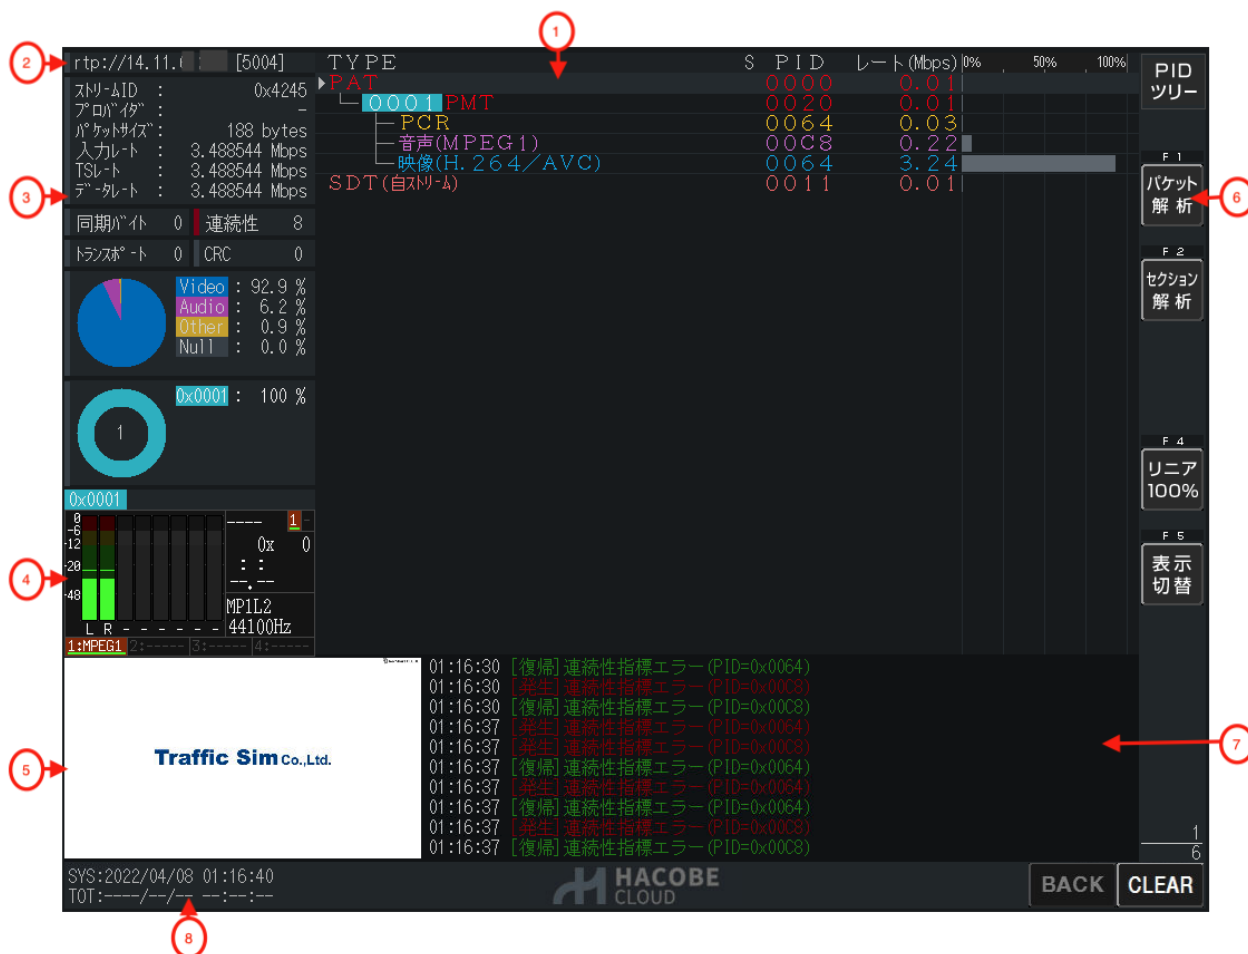 1
2
rtp://14.11. [5004]
TYPE S PID レート(Mbps) 0% 50% 100%
PID
ツリー
ストリームID : 0x4245
プロバイダ : -
パケットサイズ : 188 bytes
入力レート : 3.488544 Mbps
TSレート : 3.488544 Mbps
データレート : 3.488544 Mbps
3
PAT 0000 0.01
0001 PMT 0020 0.01
PCR 0064 0.03
音声(MPEG1) 00C8 0.22
映像(H.264/AVC) 0064 3.24
SDT(自ストリーム) 0011 0.01
F1
パケット
解析
6
同期バイト 0 連続性 8
トランスポート 0 CRC 0
F2
セクション
解析
Video : 92.9 %
Audio : 6.2 %
Other : 0.9 %
Null : 0.0 %
0x0001 : 100 %
1
F4
リニア
100%
0x0001
0
-6
-12
-20
-48
---- 1 -
0x 0
: :
--.--
MP1L2
44100Hz
L R - - - - - -
1:MPEG1 2:----- 3:----- 4:-----
4
F5
表示
切替
Traffic Sim Co.,Ltd.
5
01:16:30 [復帰]連続性指標エラー(PID=0x0064)
01:16:30 [発生]連続性指標エラー(PID=0x00C8)
01:16:30 [復帰]連続性指標エラー(PID=0x00C8)
01:16:37 [発生]連続性指標エラー(PID=0x0064)
01:16:37 [発生]連続性指標エラー(PID=0x00C8)
01:16:37 [復帰]連続性指標エラー(PID=0x0064)
01:16:37 [発生]連続性指標エラー(PID=0x0064)
01:16:37 [復帰]連続性指標エラー(PID=0x0064)
01:16:37 [発生]連続性指標エラー(PID=0x00C8)
01:16:37 [復帰]連続性指標エラー(PID=0x00C8)
7
1
6
SYS:2022/04/08 01:16:40
TOT:----/--/-- --:--:--
HACOBE
CLOUD
BACK
CLEAR
8